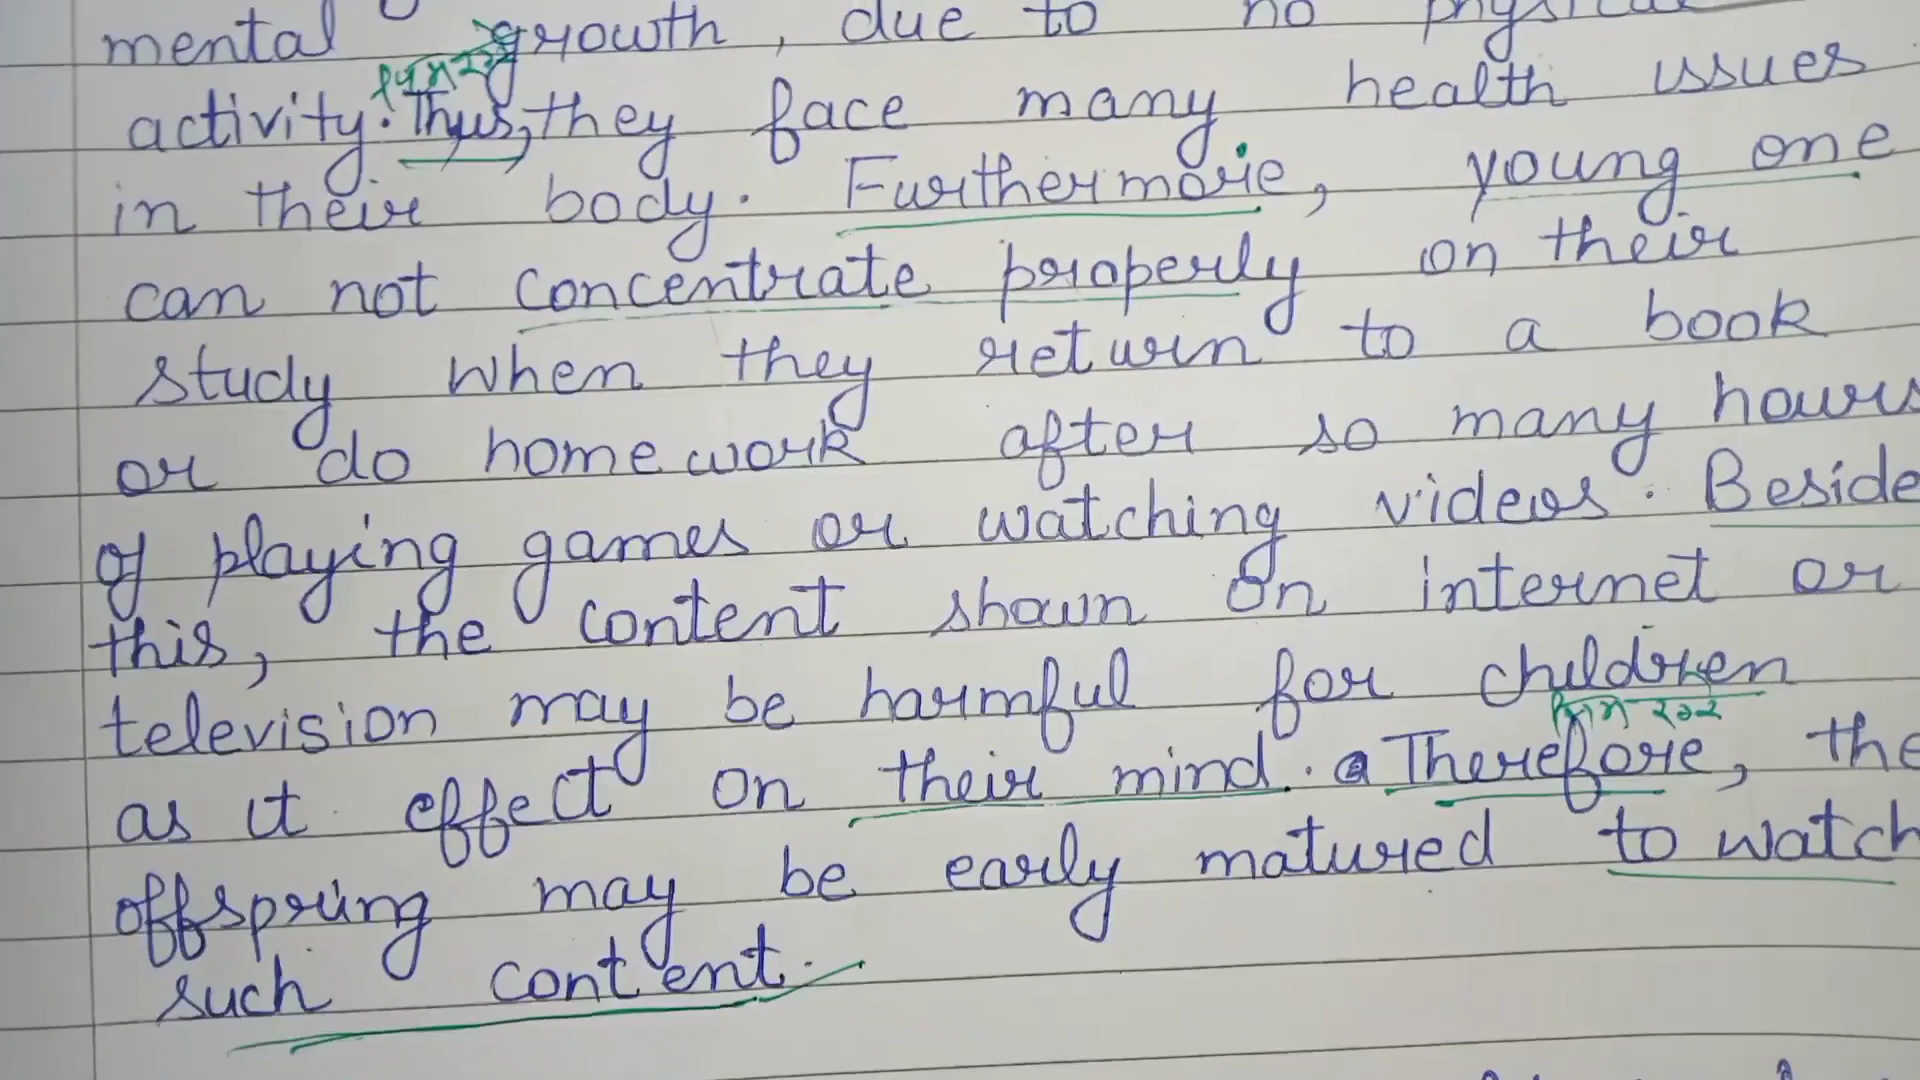 mental growth, due to no physical
activity. Thus, they face many health issues
in their body. Furthermore, young one
can not concentrate properly on their
study when they return to a book
or do homework after so many hours
of playing games or watching videos. Beside
this, the content shown on internet or
television may be harmful for children
as it effect on their mind. Therefore, the
offspring may be early matured to watch
such content.